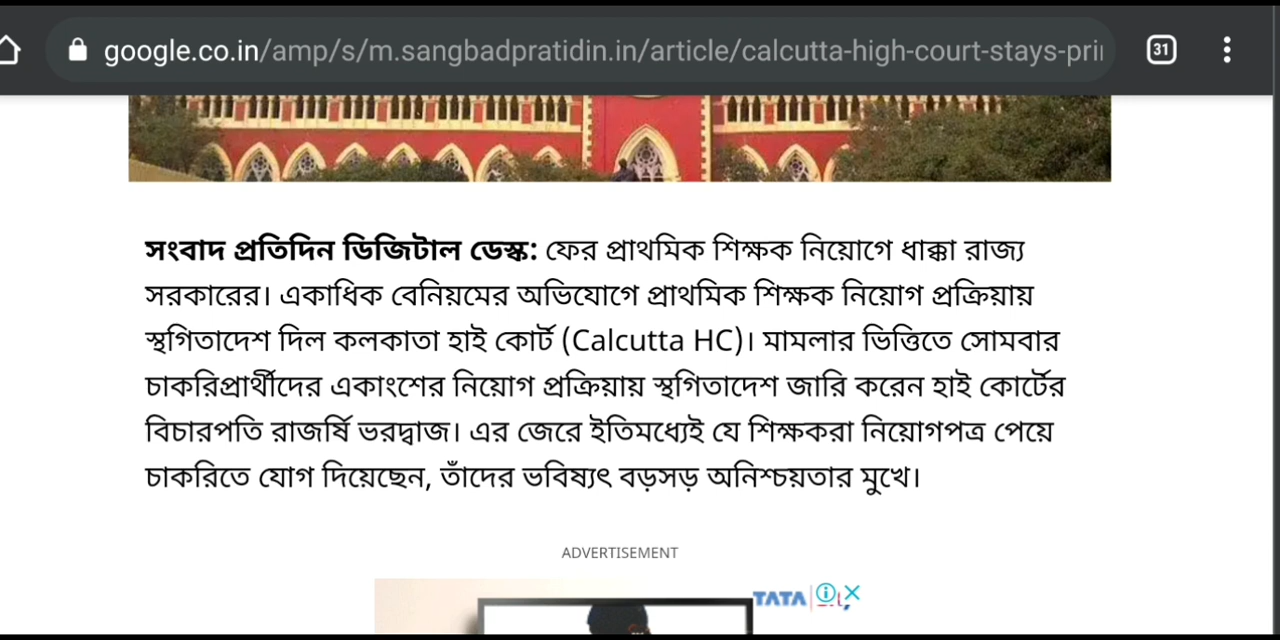 google.co.in/amp/s/m.sangbadpratidin.in/article/calcutta-high-court-stays-pri
31
সংবাদ প্রতিদিন ডিজিটাল ডেস্ক: ফের প্রাথমিক শিক্ষক নিয়োগে ধাক্কা রাজ্য
সরকারের। একাধিক বেনিয়মের অভিযোগে প্রাথমিক শিক্ষক নিয়োগ প্রক্রিয়ায়
স্থগিতাদেশ দিল কলকাতা হাই কোর্ট (Calcutta HC)। মামলার ভিত্তিতে সোমবার
চাকরিপ্রার্থীদের একাংশের নিয়োগ প্রক্রিয়ায় স্থগিতাদেশ জারি করেন হাই কোর্টের
বিচারপতি রাজর্ষি ভরদ্বাজ। এর জেরে ইতিমধ্যেই যে শিক্ষকরা নিয়োগপত্র পেয়ে
চাকরিতে যোগ দিয়েছেন, তাঁদের ভবিষ্যৎ বড়সড় অনিশ্চয়তার মুখে।
ADVERTISEMENT
TATA